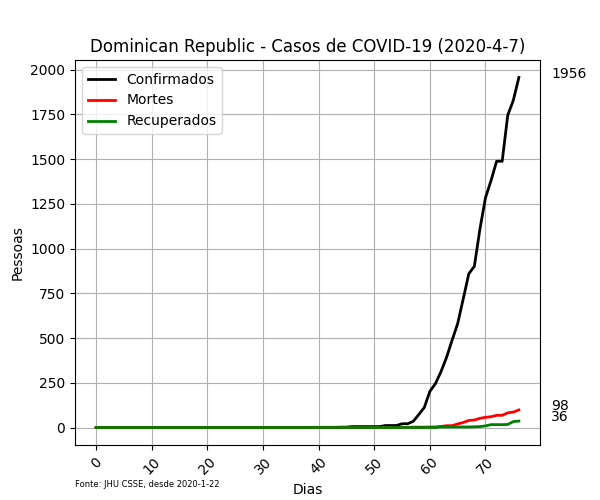 Dominican Republic - Casos de COVID-19 (2020-4-7)
Confirmados
Mortes
Recuperados
Pessoas
2000
1750
1500
1250
1000
750
500
250
0
1956
98
36
0 10 20 30 40 50 60 70
Dias
Fonte: JHU CSSE, desde 2020-1-22